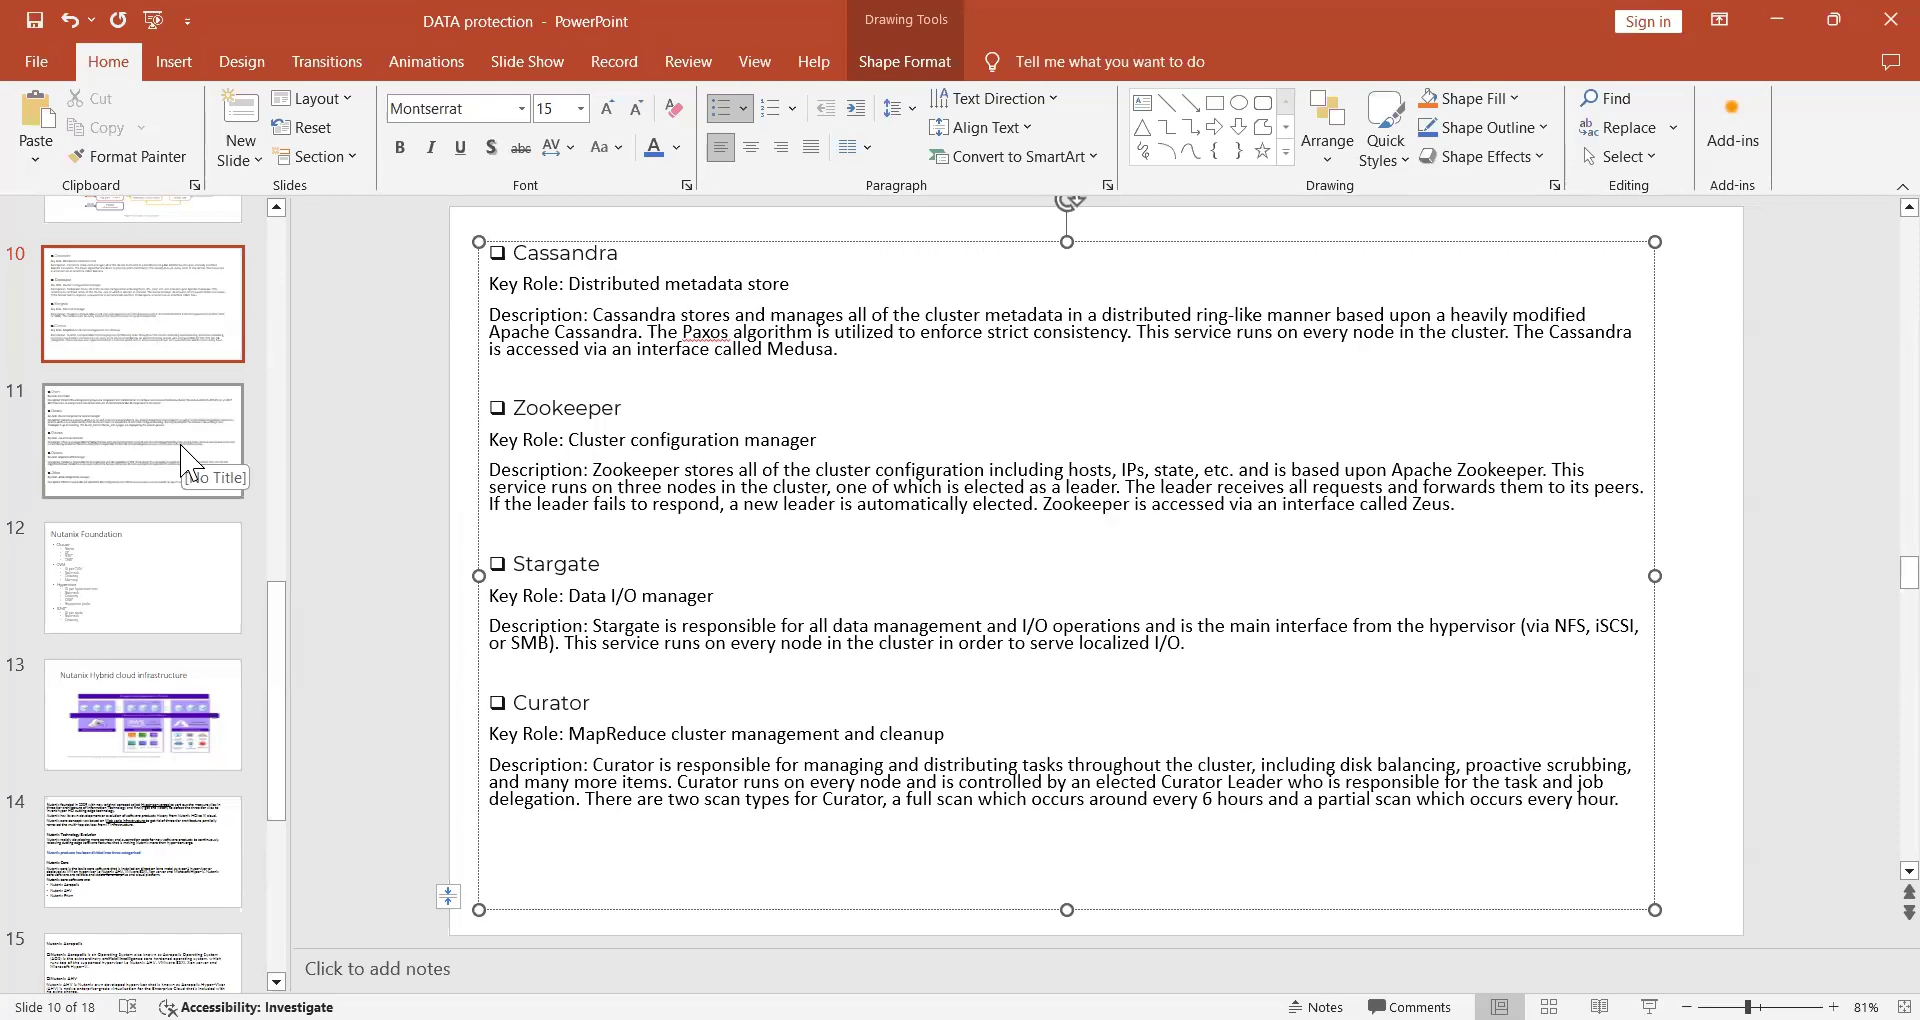 DATA protection - PowerPoint
Drawing Tools
Sign in
File
Home
Insert
Design
Transitions
Animations
Slide Show
Record
Review
View
Help
Shape Format
Tell me what you want to do
Paste
Cut
Copy
Format Painter
Clipboard
New Slide
Layout
Reset
Section
Slides
Montserrat
15
Font
Text Direction
Align Text
Convert to SmartArt
Paragraph
Arrange
Quick Styles
Shape Fill
Shape Outline
Shape Effects
Drawing
Find
Replace
Select
Editing
Add-ins
Add-ins
10
11
[No Title]
12
Nutanix Foundation
13
Nutanix Hybrid cloud infrastructure
14
Nutanix Technology Evolution
Nutanix Core
15
Nutanix Acropolis
Cassandra
Key Role: Distributed metadata store
Description: Cassandra stores and manages all of the cluster metadata in a distributed ring-like manner based upon a heavily modified
Apache Cassandra. The Paxos algorithm is utilized to enforce strict consistency. This service runs on every node in the cluster. The Cassandra
is accessed via an interface called Medusa.
Zookeeper
Key Role: Cluster configuration manager
Description: Zookeeper stores all of the cluster configuration including hosts, IPs, state, etc. and is based upon Apache Zookeeper. This
service runs on three nodes in the cluster, one of which is elected as a leader. The leader receives all requests and forwards them to its peers.
If the leader fails to respond, a new leader is automatically elected. Zookeeper is accessed via an interface called Zeus.
Stargate
Key Role: Data I/O manager
Description: Stargate is responsible for all data management and I/O operations and is the main interface from the hypervisor (via NFS, iSCSI,
or SMB). This service runs on every node in the cluster in order to serve localized I/O.
Curator
Key Role: MapReduce cluster management and cleanup
Description: Curator is responsible for managing and distributing tasks throughout the cluster, including disk balancing, proactive scrubbing,
and many more items. Curator runs on every node and is controlled by an elected Curator Leader who is responsible for the task and job
delegation. There are two scan types for Curator, a full scan which occurs around every 6 hours and a partial scan which occurs every hour.
Click to add notes
Slide 10 of 18
Accessibility: Investigate
Notes
Comments
81%